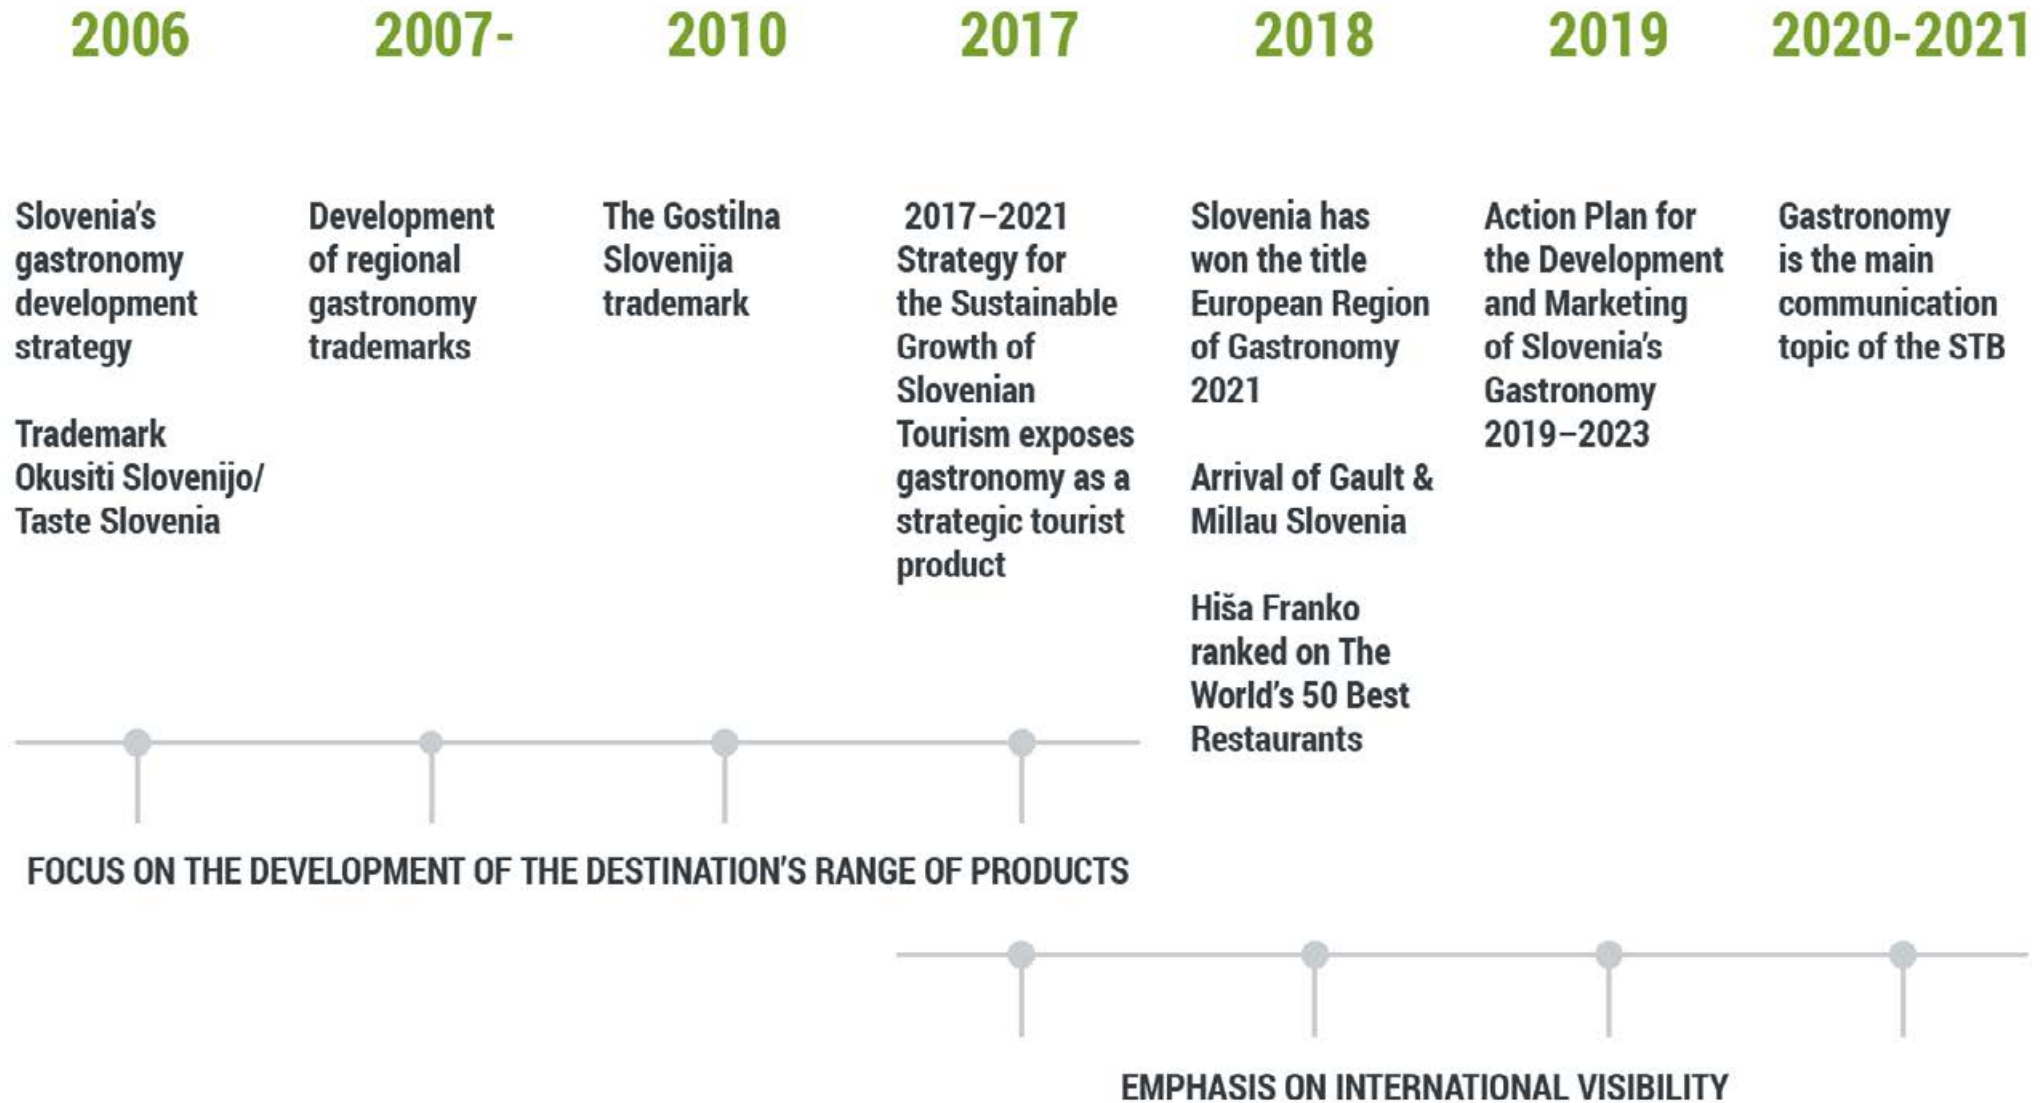 2006
2007-
2010
2017
2018
2019
2020-2021
Slovenia's
gastronomy
development
strategy
Trademark
Okusiti Slovenijo/
Taste Slovenia
Development
of regional
gastronomy
trademarks
The Gostilna
Slovenija
trademark
2017–2021
Strategy for
the Sustainable
Growth of
Slovenian
Tourism exposes
gastronomy as a
strategic tourist
product
Slovenia has
won the title
European Region
of Gastronomy
2021
Arrival of Gault &
Millau Slovenia
Hiša Franko
ranked on The
World's 50 Best
Restaurants
Action Plan for
the Development
and Marketing
of Slovenia's
Gastronomy
2019–2023
Gastronomy
is the main
communication
topic of the STB
FOCUS ON THE DEVELOPMENT OF THE DESTINATION'S RANGE OF PRODUCTS
EMPHASIS ON INTERNATIONAL VISIBILITY